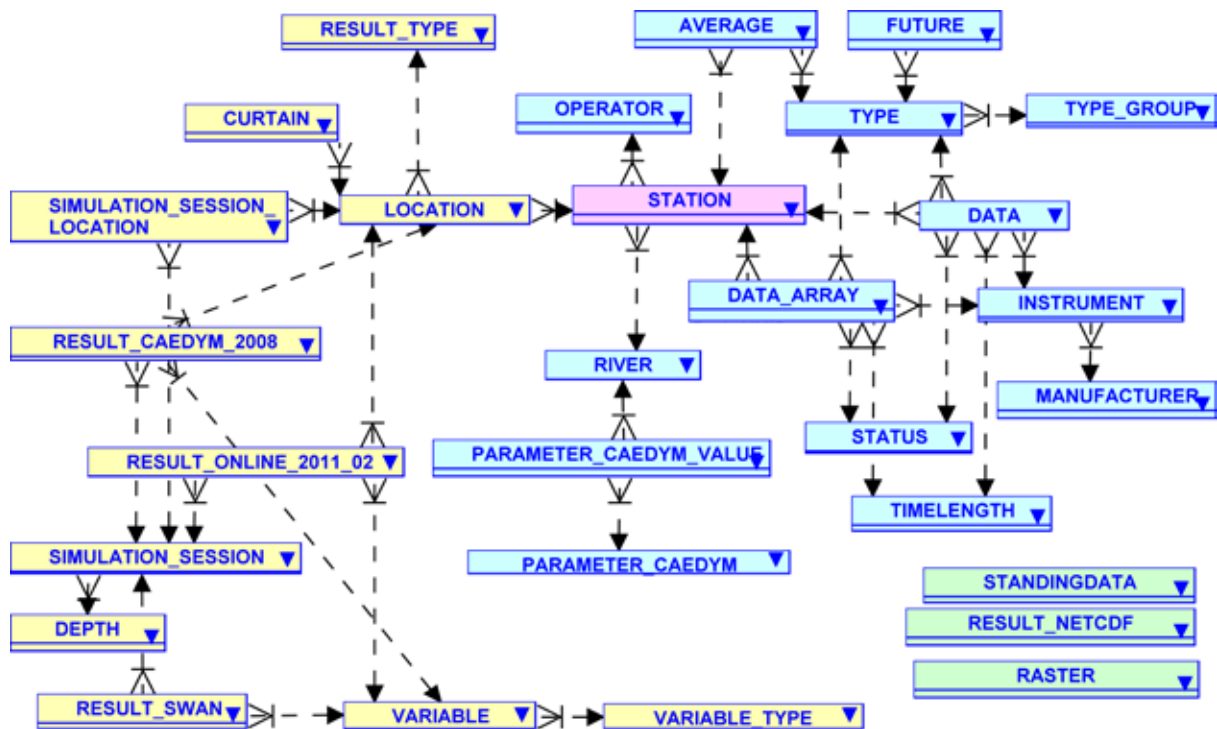 RESULT_TYPE
AVERAGE
FUTURE
CURTAIN
OPERATOR
TYPE
TYPE_GROUP
SIMULATION_SESSION_
LOCATION
LOCATION
STATION
DATA
DATA_ARRAY
INSTRUMENT
RESULT_CAEDYM_2008
RIVER
MANUFACTURER
STATUS
RESULT_ONLINE_2011_02
PARAMETER_CAEDYM_VALUE
TIMELENGTH
SIMULATION_SESSION
PARAMETER_CAEDYM
STANDINGDATA
DEPTH
RESULT_NETCDF
RASTER
RESULT_SWAN
VARIABLE
VARIABLE_TYPE